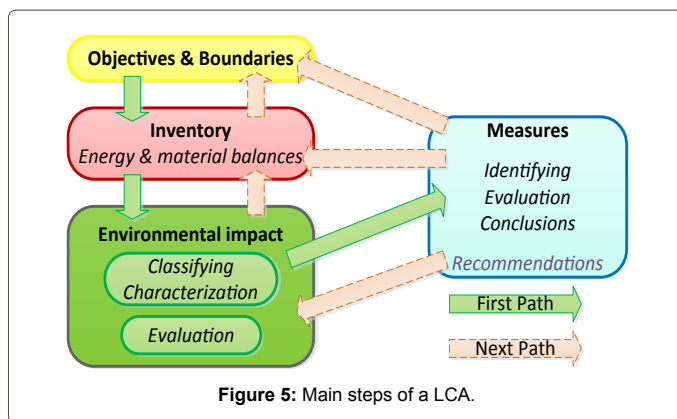 Objectives & Boundaries
Inventory
Energy & material balances
Environmental impact
Classifying
Characterization
Evaluation
Measures
Identifying
Evaluation
Conclusions
Recommendations
First Path
Next Path
Figure 5: Main steps of a LCA.